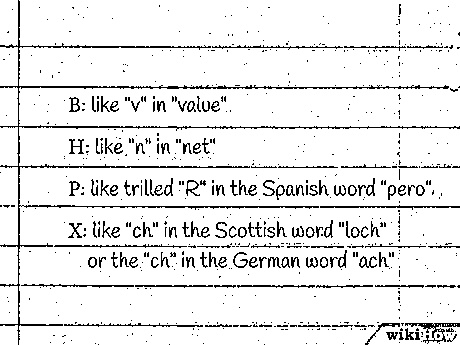 В: like "v" in "value".
Н: like "n" in "net"
Р: like trilled "R" in the Spanish word "pero".
Х: like "ch" in the Scottish word "loch"
or the "ch" in the German word "ach"
wikiHow